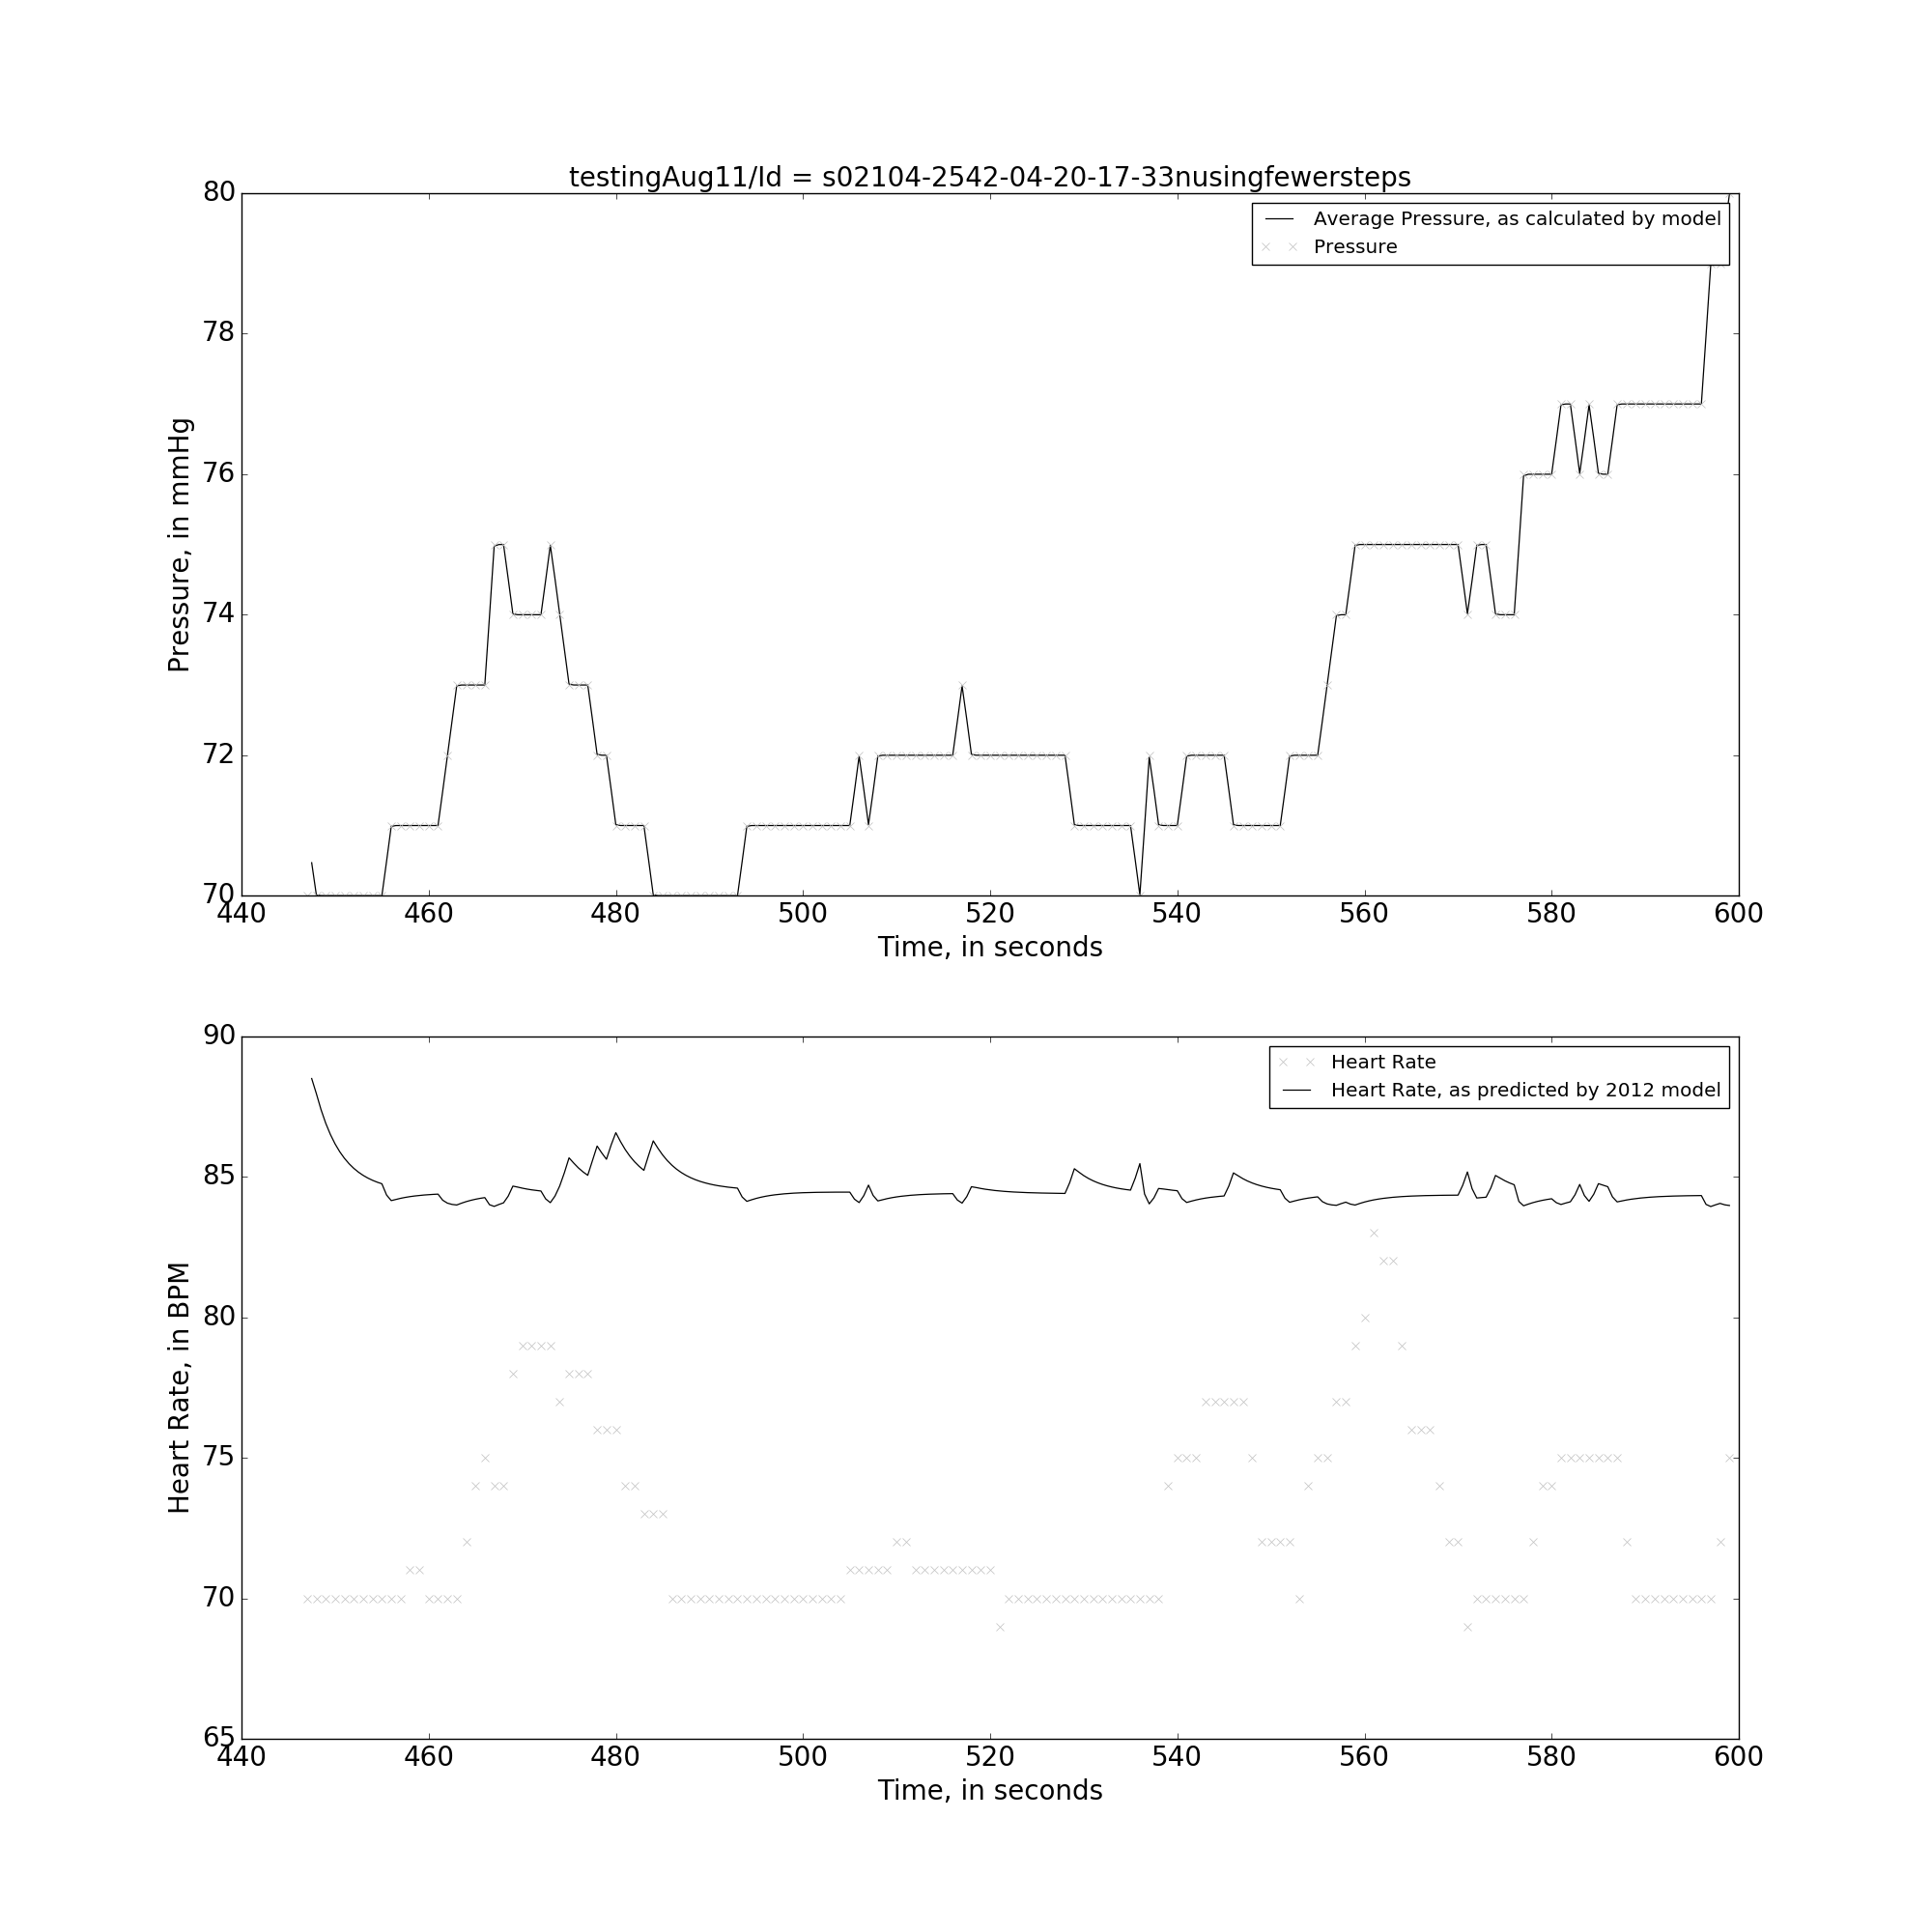 testingAug11/Id = s02104-2542-04-20-17-33nusingfewersteps
80
Average Pressure, as calculated by model
Pressure
78
76
74
72
70
Pressure, in mmHg
440 460 480 500 520 540 560 580 600
Time, in seconds
90
Heart Rate
Heart Rate, as predicted by 2012 model
85
80
75
70
65
Heart Rate, in BPM
440 460 480 500 520 540 560 580 600
Time, in seconds